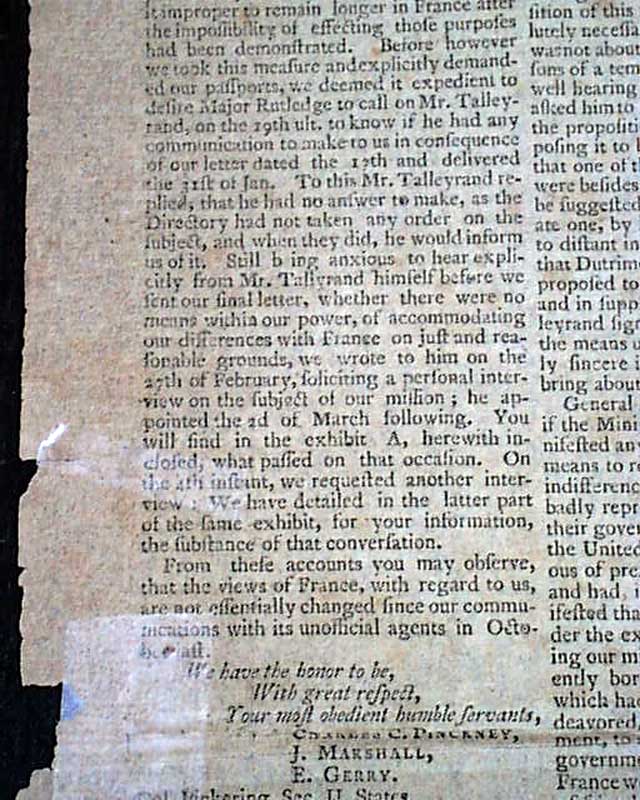 it improper to remain longer in France after
the impoſſibility of effecting thoſe purpoſes
had been demonſtrated. Before however
we took this meaſure and explicitly demand-
ed our paſſports, we deemed it expedient to
deſire Major Rutledge to call on Mr. Talley-
rand, on the 19th ult. to know if he had any
communication to make to us in conſequence
of our letter dated the 17th and delivered
the 31ſt of Jan. To this Mr. Talleyrand re-
plied, that he had no anſwer to make, as the
Directory had not taken any order on the
ſubject, and when they did, he would inform
us of it. Still b ing anxious to hear expli-
citly from Mr. Tallyrand himſelf before we
ſent our final letter, whether there were no
means within our power, of accommodating
our differences with France on juſt and rea-
ſonable grounds, we wrote to him on the
27th of February, ſoliciting a perſonal inter-
view on the ſubject of our miſſion ; he ap-
pointed the 2d of March following. You
will find in the exhibit A, herewith in-
cloſed, what paſſed on that occaſion. On
the inſtant, we requeſted another inter-
view : We have detailed in the latter part
of the ſame exhibit, for your information,
the ſubſtance of that converſation.
From theſe accounts you may obſerve,
that the views of France, with regard to us,
are not eſſentially changed ſince our commu-
nications with its unofficial agents in Octo-
ber laſt.
We have the honor to be,
With great reſpect,
Your moſt obedient humble ſervants,
CHARLES C. PINCKNEY,
J. MARSHALL,
E. GERRY.
Col. Pickering Sec. U. States
ſition of this
lutely neceſſa
was not about
ſons of a tem
well hearing
aſked him to
the propoſiti
poſing it to
that one of t
were beſides
he ſuggeſted
ate one, by
to diſtant in
that Dutrim
propoſed to
and in ſupp
leyrand ſig
the means
ly ſincere i
bring about
General
if the Mini
nifeſted any
means to re
indifferenc
badly repr
their gover
the United
ous of pre
and had, i
ifeſted tha
der the ex
ing our mi
ently bor
which had
deavored,
ment, to
governme
France w